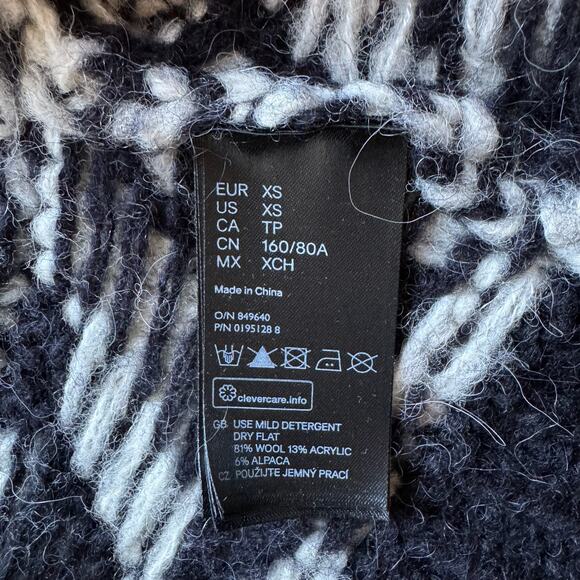 EUR XS
US XS
CA TP
CN 160/80A
MX XCH
Made in China
O/N 849640
P/N 0195128 8
clevercare.info
GB USE MILD DETERGENT
DRY FLAT
81% WOOL 13% ACRYLIC
6% ALPACA
CZ POUŽIJTE JEMNÝ PRACÍ